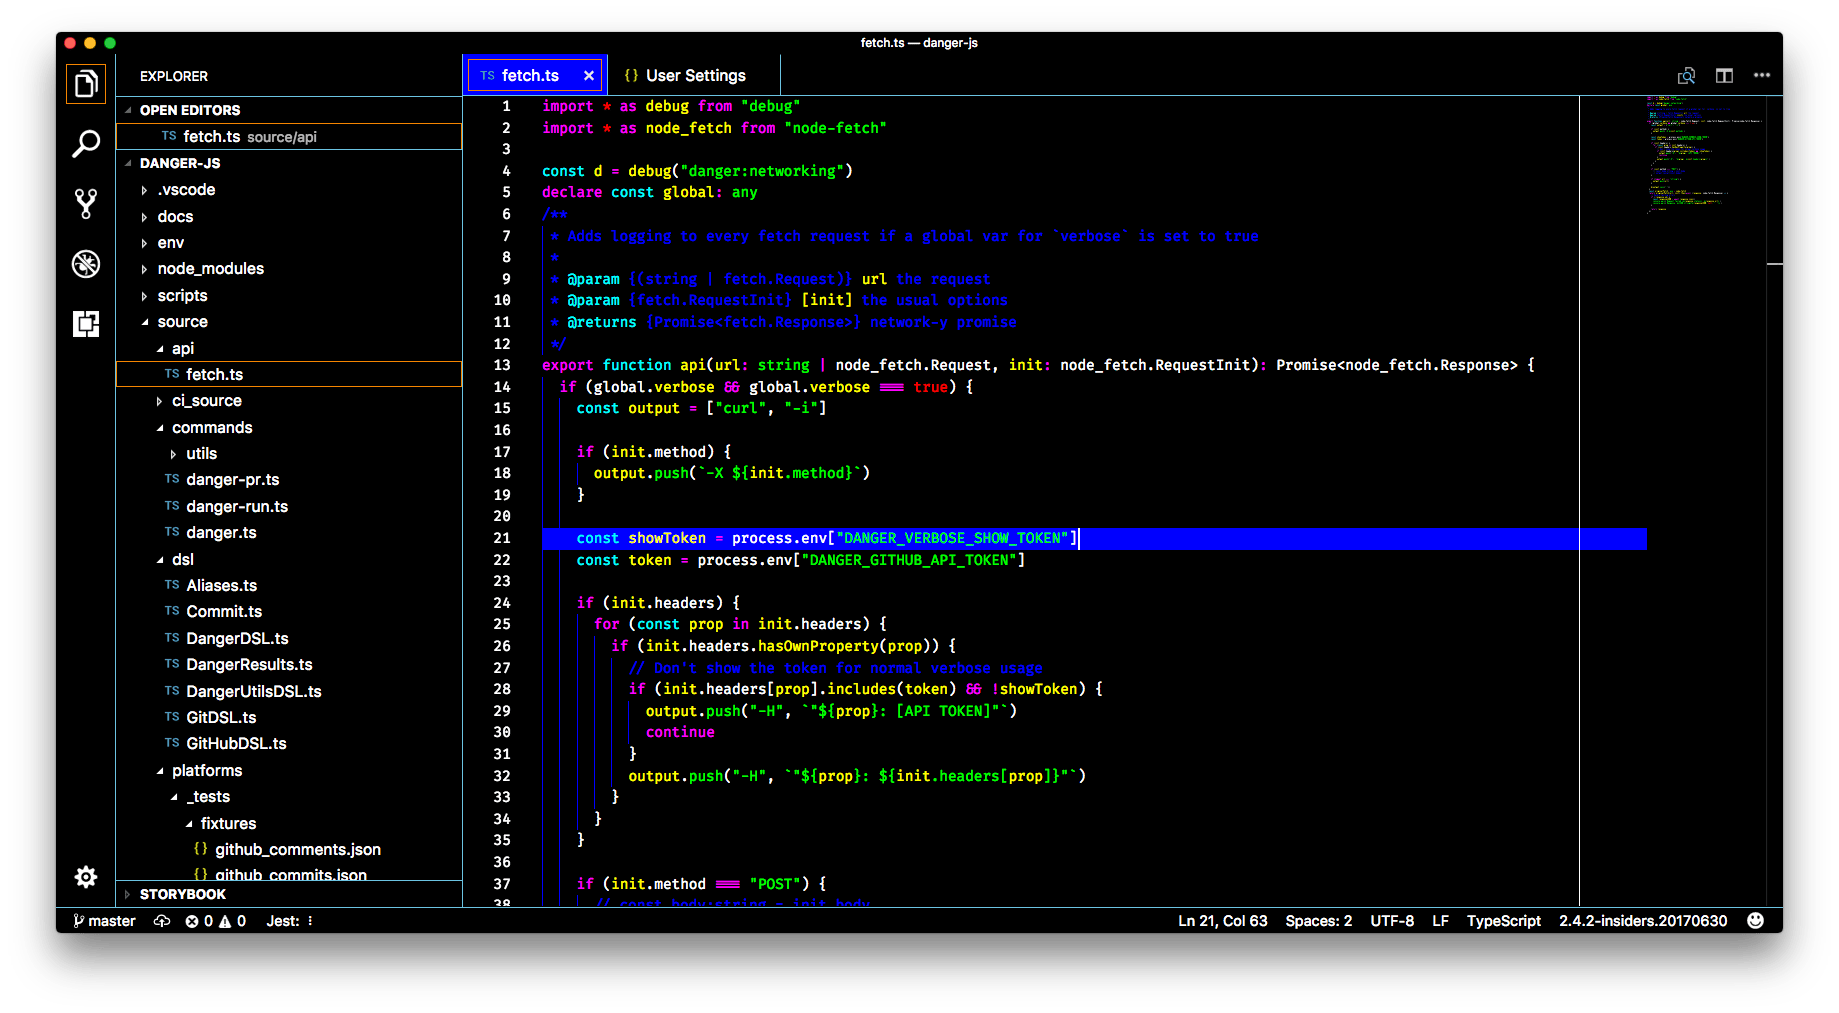 fetch.ts — danger-js
EXPLORER
OPEN EDITORS
TS fetch.ts source/api
DANGER-JS
.vscode
docs
env
node_modules
scripts
source
api
TS fetch.ts
ci_source
commands
utils
TS danger-pr.ts
TS danger-run.ts
TS danger.ts
dsl
TS Aliases.ts
TS Commit.ts
TS DangerDSL.ts
TS DangerResults.ts
TS DangerUtilsDSL.ts
TS GitDSL.ts
TS GitHubDSL.ts
platforms
_tests
fixtures
{} github_comments.json
{} github_commits.json
STORYBOOK
TS fetch.ts ×
{} User Settings
1 import * as debug from "debug"
2 import * as node_fetch from "node-fetch"
3
4 const d = debug("danger:networking")
5 declare const global: any
6 /**
7 * Adds logging to every fetch request if a global var for `verbose` is set to true
8 *
9 * @param {(string | fetch.Request)} url the request
10 * @param {fetch.RequestInit} [init] the usual options
11 * @returns {Promise<fetch.Response>} network-y promise
12 */
13 export function api(url: string | node_fetch.Request, init: node_fetch.RequestInit): Promise<node_fetch.Response> {
14 if (global.verbose && global.verbose === true) {
15 const output = ["curl", "-i"]
16
17 if (init.method) {
18 output.push(`-X ${init.method}`)
19 }
20
21 const showToken = process.env["DANGER_VERBOSE_SHOW_TOKEN"]
22 const token = process.env["DANGER_GITHUB_API_TOKEN"]
23
24 if (init.headers) {
25 for (const prop in init.headers) {
26 if (init.headers.hasOwnProperty(prop)) {
27 // Don't show the token for normal verbose usage
28 if (init.headers[prop].includes(token) && !showToken) {
29 output.push("-H", `"${prop}: [API TOKEN]"`)
30 continue
31 }
32 output.push("-H", `"${prop}: ${init.headers[prop]}"`)
33 }
34 }
35 }
36
37 if (init.method === "POST") {
38 // const body:string = init.body
master
0 0
Jest:
Ln 21, Col 63
Spaces: 2
UTF-8
LF
TypeScript
2.4.2-insiders.20170630